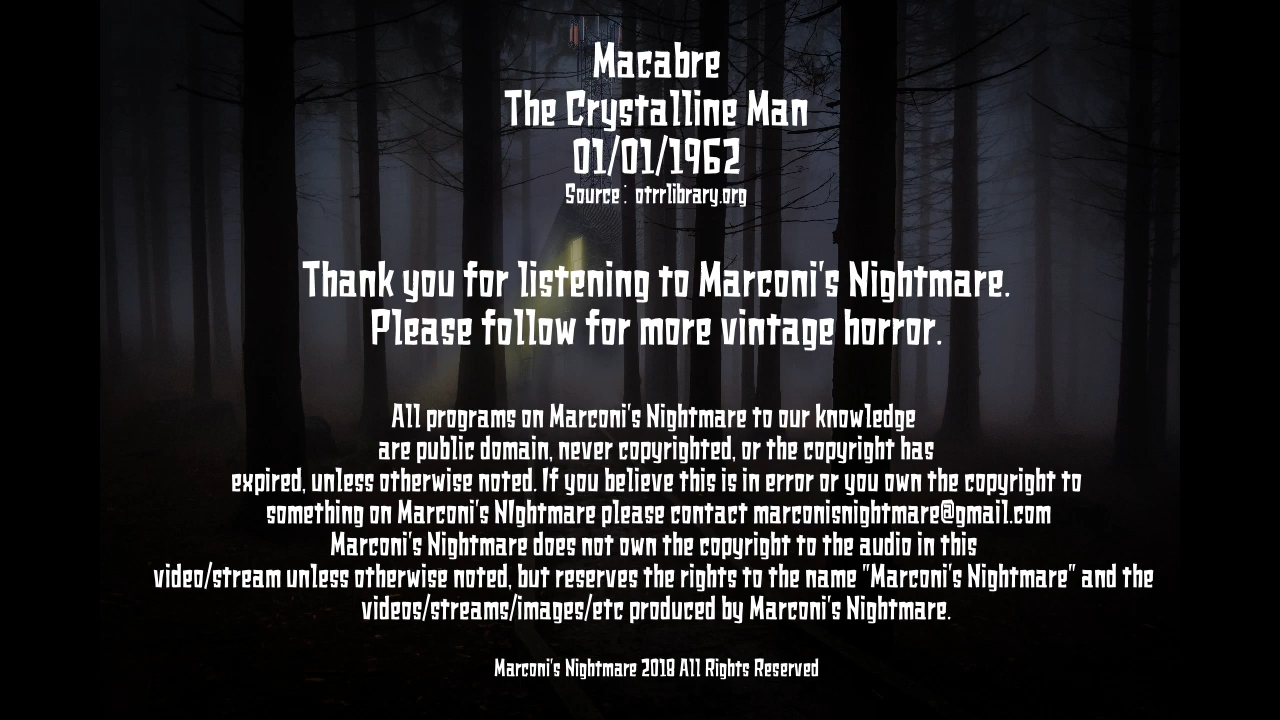 Macabre
The Crystalline Man
01/01/1962
Source: otrrlibrary.org
Thank you for listening to Marconi's Nightmare.
Please follow for more vintage horror.
All programs on Marconi's Nightmare to our knowledge
are public domain, never copyrighted, or the copyright has
expired, unless otherwise noted. If you believe this is in error or you own the copyright to
something on Marconi's NIghtmare please contact marconisnightmare@gmail.com
Marconi's Nightmare does not own the copyright to the audio in this
video/stream unless otherwise noted, but reserves the rights to the name "Marconi's Nightmare" and the
videos/streams/images/etc produced by Marconi's Nightmare.
Marconi's Nightmare 2018 All Rights Reserved